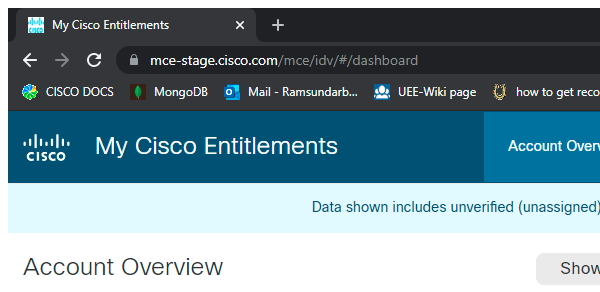 My Cisco Entitlements
mce-stage.cisco.com/mce/idv/#/dashboard
CISCO DOCS MongoDB Mail - Ramsundarb... UEE-Wiki page how to get reco
CISCO My Cisco Entitlements Account Overv
Data shown includes unverified (unassigned)
Account Overview Show